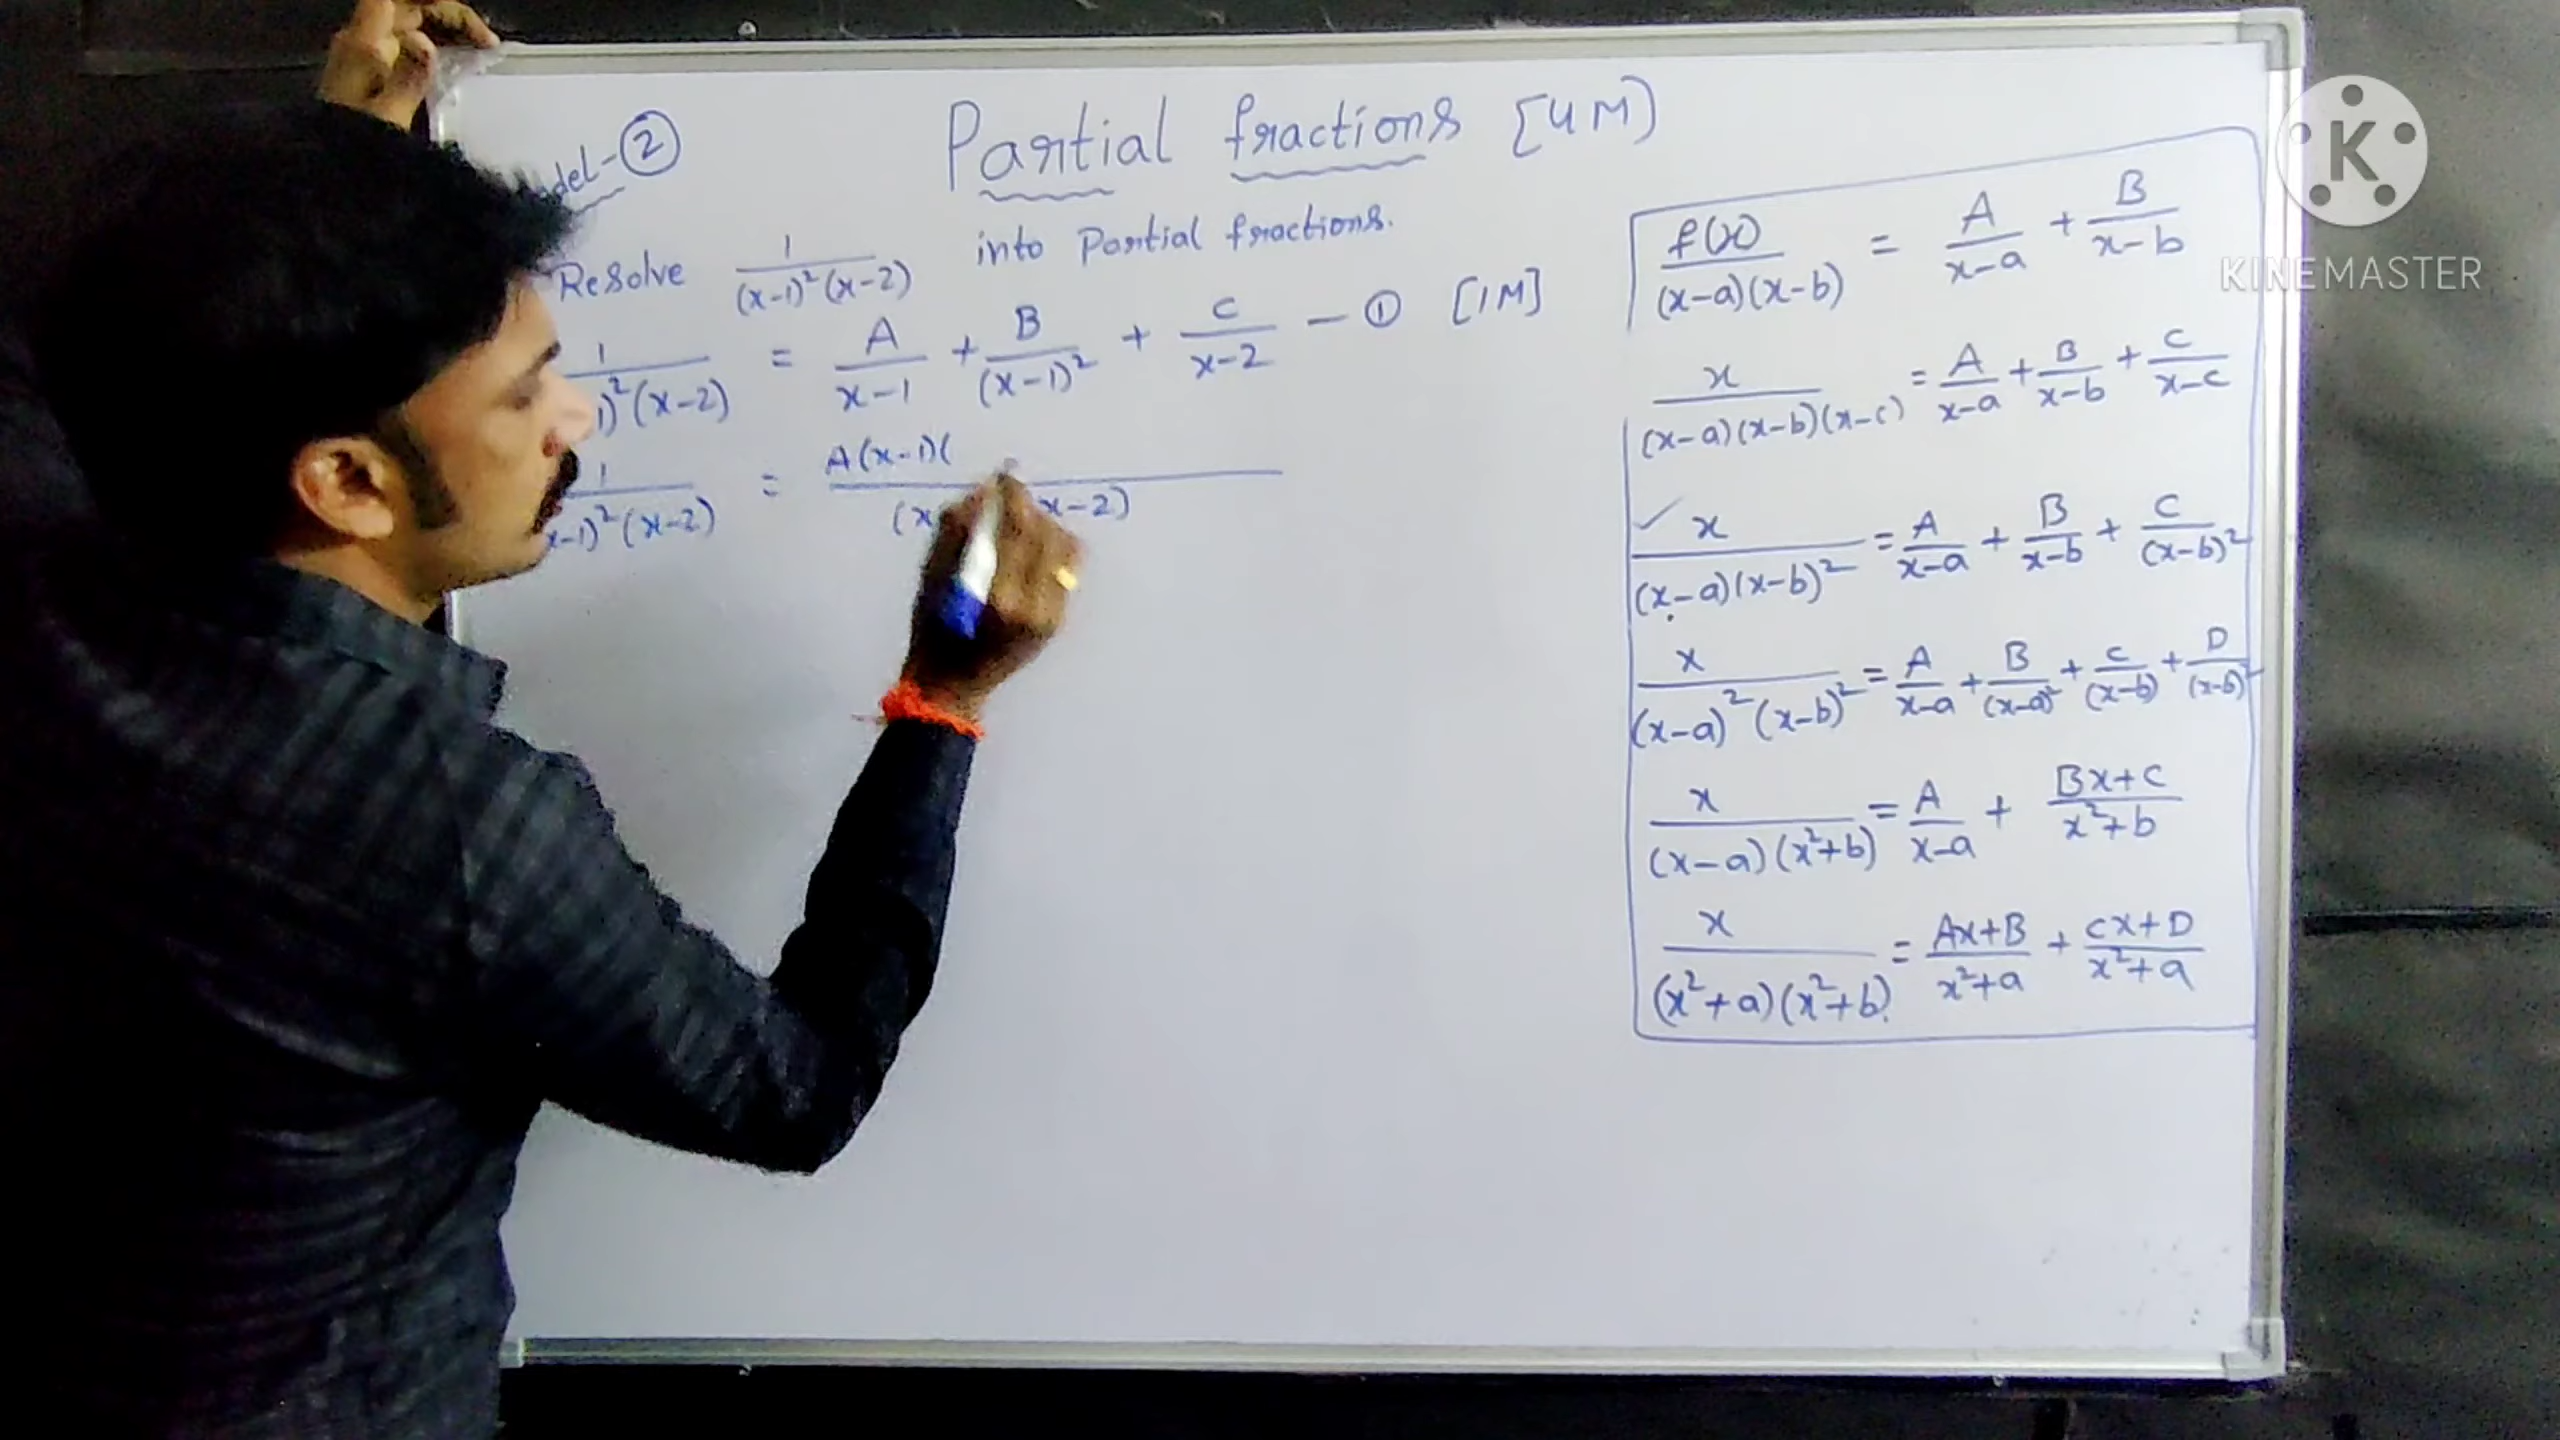 Partial fractions [4M]
Model-②
Resolve 1/(x-1)²(x-2) into Partial fractions.
1/1)²(x-2) = A/x-1 + B/(x-1)² + C/x-2 — ① [1M]
1/x-1)²(x-2) = A(x-1)(/(x x-2)
f(x)/(x-a)(x-b) = A/x-a + B/x-b
x/(x-a)(x-b)(x-c) = A/x-a + B/x-b + C/x-c
✓ x/(x-a)(x-b)² = A/x-a + B/x-b + C/(x-b)²
x/(x-a)²(x-b)² = A/x-a + B/(x-a)² + C/(x-b) + D/(x-b)²
x/(x-a)(x²+b) = A/x-a + Bx+C/x²+b
x/(x²+a)(x²+b) = Ax+B/x²+a + Cx+D/x²+a
K
KINEMASTER